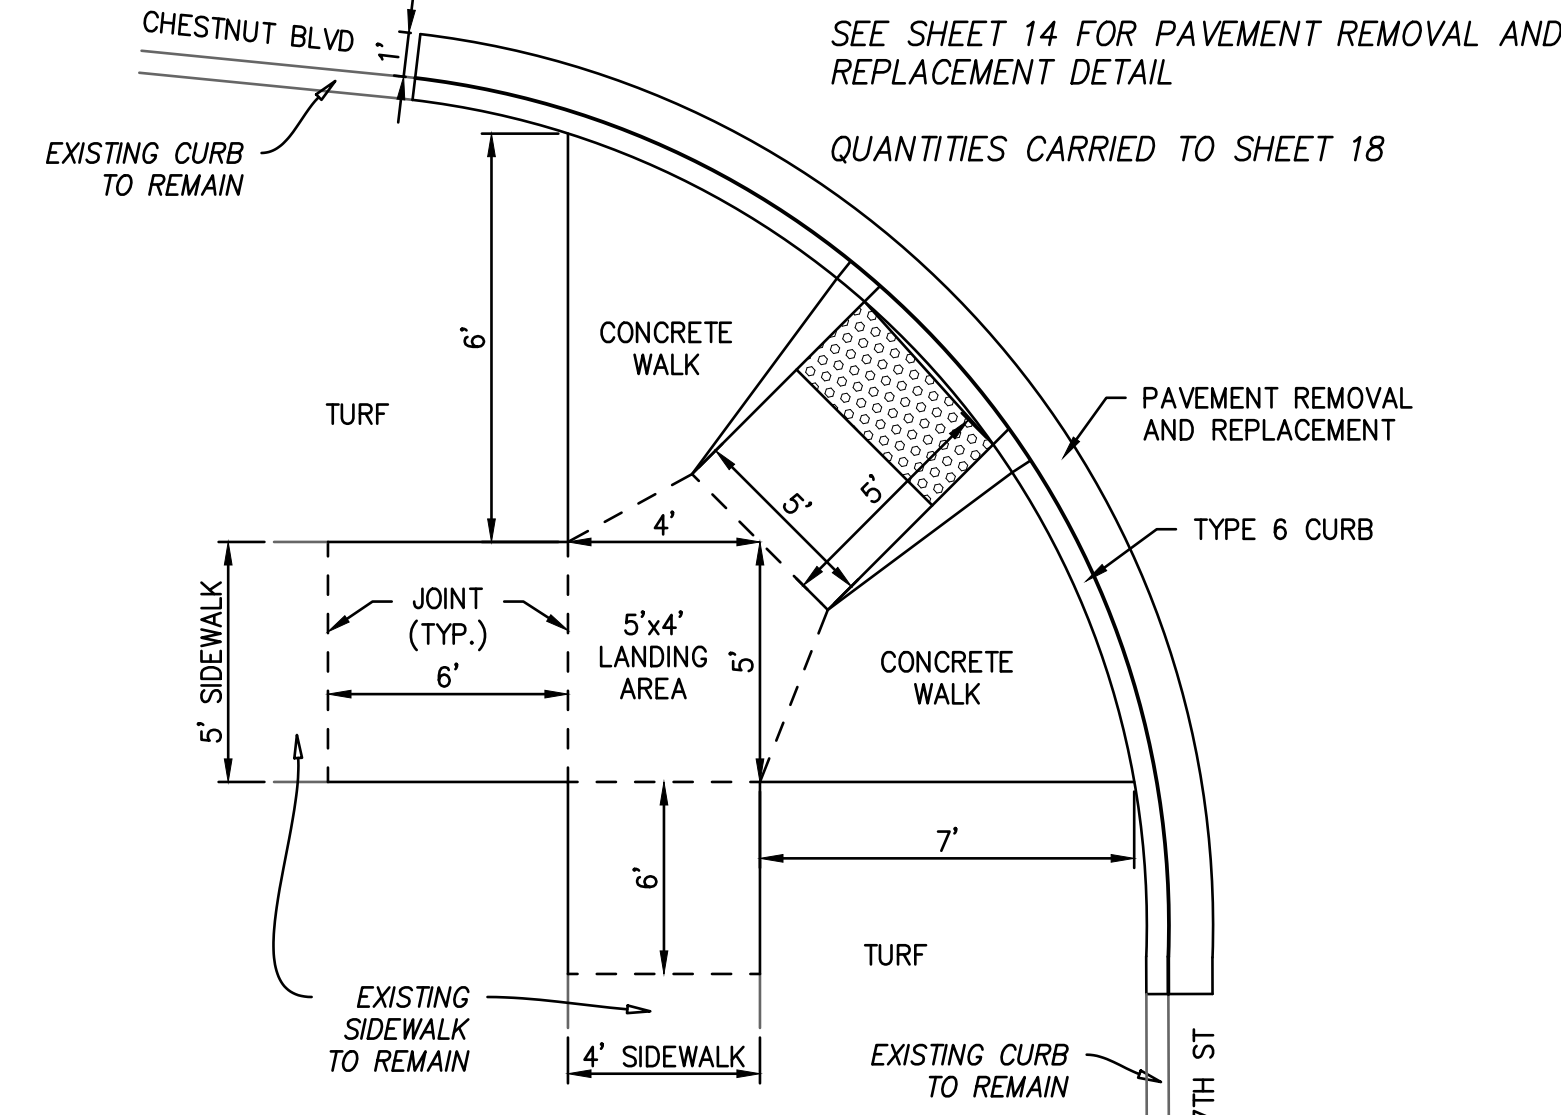 CHESTNUT BLVD
1'
SEE SHEET 14 FOR PAVEMENT REMOVAL AND
REPLACEMENT DETAIL
QUANTITIES CARRIED TO SHEET 18
EXISTING CURB
TO REMAIN
6'
CONCRETE
WALK
TURF
PAVEMENT REMOVAL
AND REPLACEMENT
5'
5'
4'
TYPE 6 CURB
5' SIDEWALK
JOINT
(TYP.)
6'
5'x4'
LANDING
AREA
5'
CONCRETE
WALK
7'
6'
TURF
EXISTING
SIDEWALK
TO REMAIN
4' SIDEWALK
EXISTING CURB
TO REMAIN
7TH ST